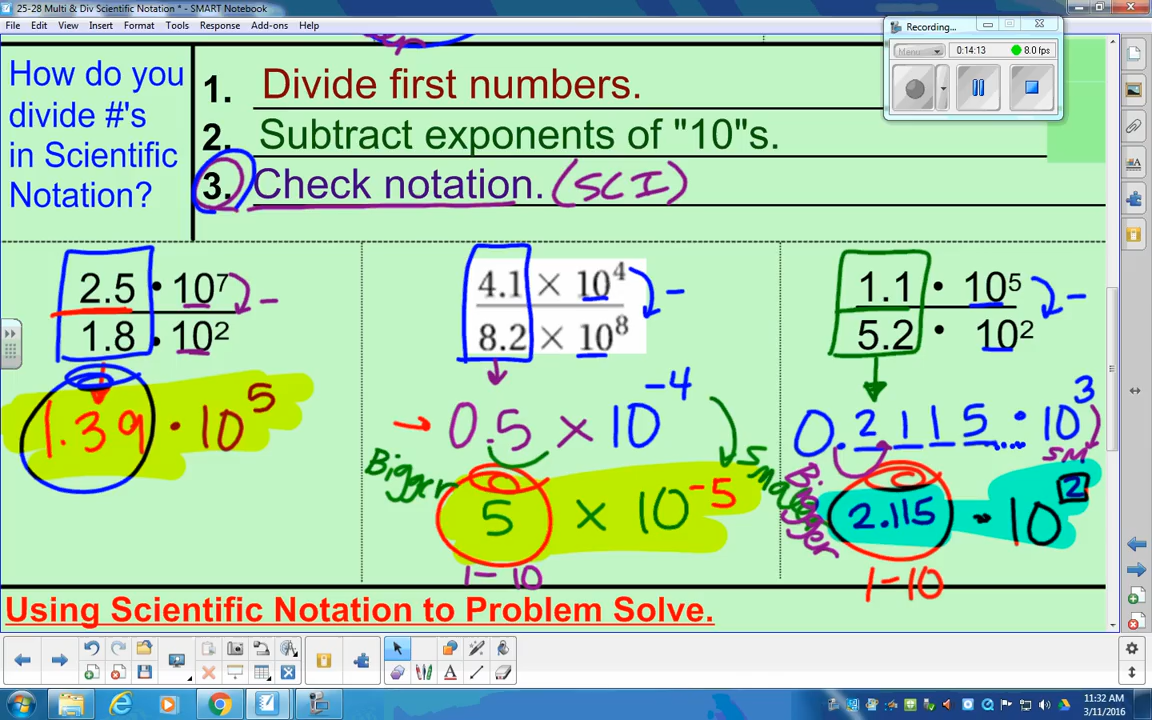 25-28 Multi & Div Scientific Notation * - SMART Notebook
File Edit View Insert Format Tools Response Add-ons Help
Recording...
Menu 0:14:13 8.0 fps
How do you
divide #'s
in Scientific
Notation?
1. Divide first numbers.
2. Subtract exponents of "10"s.
3. Check notation. (SCI)
2.5 • 10⁷ -
1.8 • 10²
1.39 • 10⁵
4.1 × 10⁴ -
8.2 × 10⁸
0.5 × 10⁻⁴
Bigger Smaller
5 × 10⁻⁵
1-10
1.1 • 10⁵ -
5.2 • 10²
0.2115... • 10³
Bigger SM
2.115 • 10²
1-10
Using Scientific Notation to Problem Solve.
11:32 AM
3/11/2016